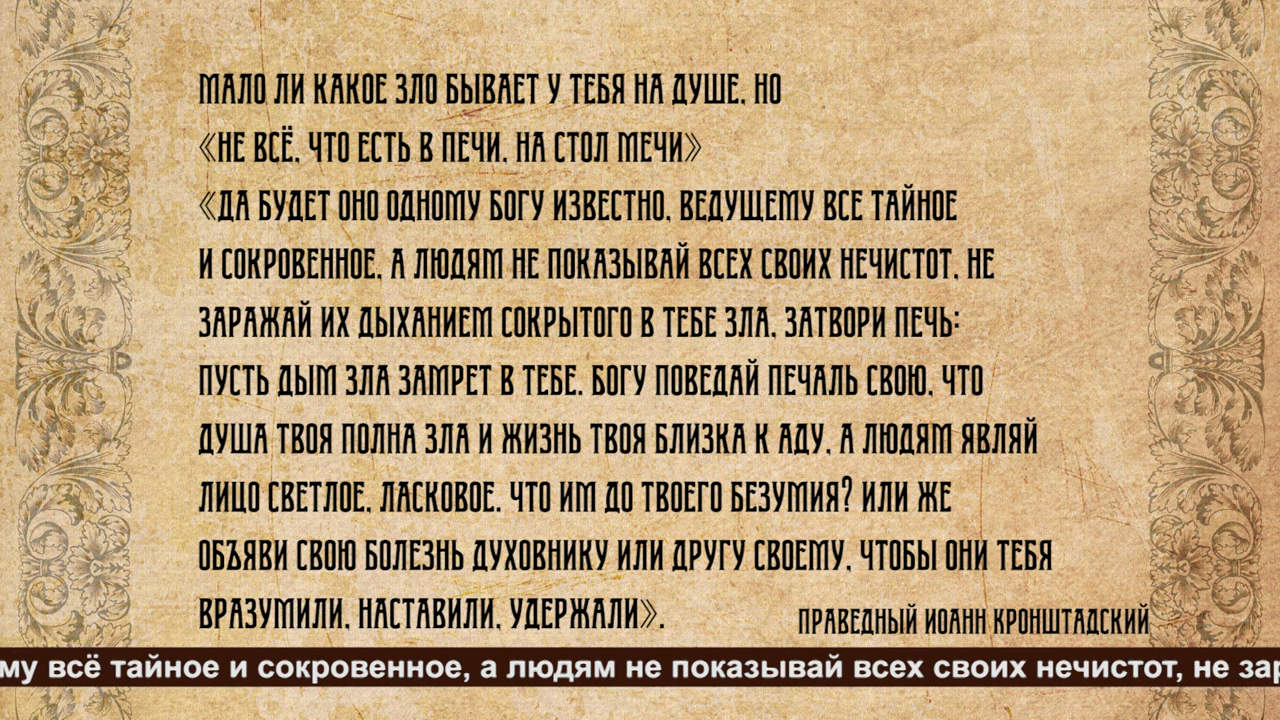 МАЛО ЛИ КАКОЕ ЗЛО БЫВАЕТ У ТЕБЯ НА ДУШЕ, НО
«НЕ ВСЁ, ЧТО ЕСТЬ В ПЕЧИ, НА СТОЛ МЕЧИ»
«ДА БУДЕТ ОНО ОДНОМУ БОГУ ИЗВЕСТНО, ВЕДУЩЕМУ ВСЕ ТАЙНОЕ
И СОКРОВЕННОЕ, А ЛЮДЯМ НЕ ПОКАЗЫВАЙ ВСЕХ СВОИХ НЕЧИСТОТ, НЕ
ЗАРАЖАЙ ИХ ДЫХАНИЕМ СОКРЫТОГО В ТЕБЕ ЗЛА, ЗАТВОРИ ПЕЧЬ:
ПУСТЬ ДЫМ ЗЛА ЗАМРЕТ В ТЕБЕ. БОГУ ПОВЕДАЙ ПЕЧАЛЬ СВОЮ, ЧТО
ДУША ТВОЯ ПОЛНА ЗЛА И ЖИЗНЬ ТВОЯ БЛИЗКА К АДУ, А ЛЮДЯМ ЯВЛЯЙ
ЛИЦО СВЕТЛОЕ, ЛАСКОВОЕ. ЧТО ИМ ДО ТВОЕГО БЕЗУМИЯ? ИЛИ ЖЕ
ОБЪЯВИ СВОЮ БОЛЕЗНЬ ДУХОВНИКУ ИЛИ ДРУГУ СВОЕМУ, ЧТОБЫ ОНИ ТЕБЯ
ВРАЗУМИЛИ, НАСТАВИЛИ, УДЕРЖАЛИ».
ПРАВЕДНЫЙ ИОАНН КРОНШТАДСКИЙ
му всё тайное и сокровенное, а людям не показывай всех своих нечистот, не зар